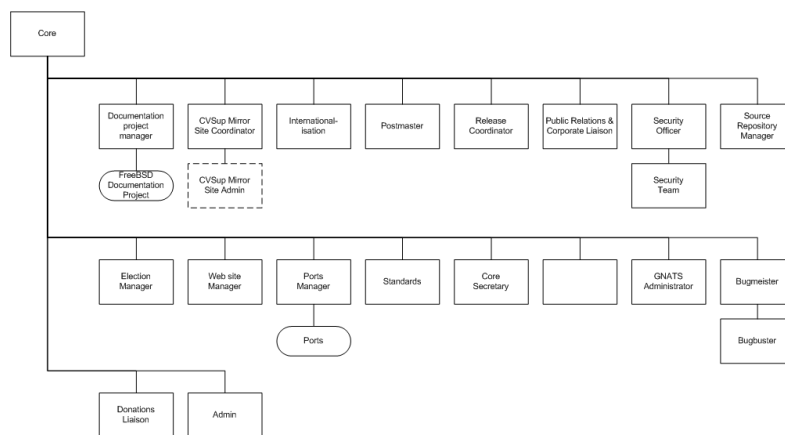 Core
Documentation
project
manager
CVSup Mirror
Site Coordinator
International-
isation
Postmaster
Release
Coordinator
Public Relations &
Corporate Liaison
Security
Officer
Source
Repository
Manager
FreeBSD
Documentation
Project
CVSup Mirror
Site Admin
Security
Team
Election
Manager
Web site
Manager
Ports
Manager
Standards
Core
Secretary
GNATS
Administrator
Bugmeister
Ports
Bugbuster
Donations
Liaison
Admin